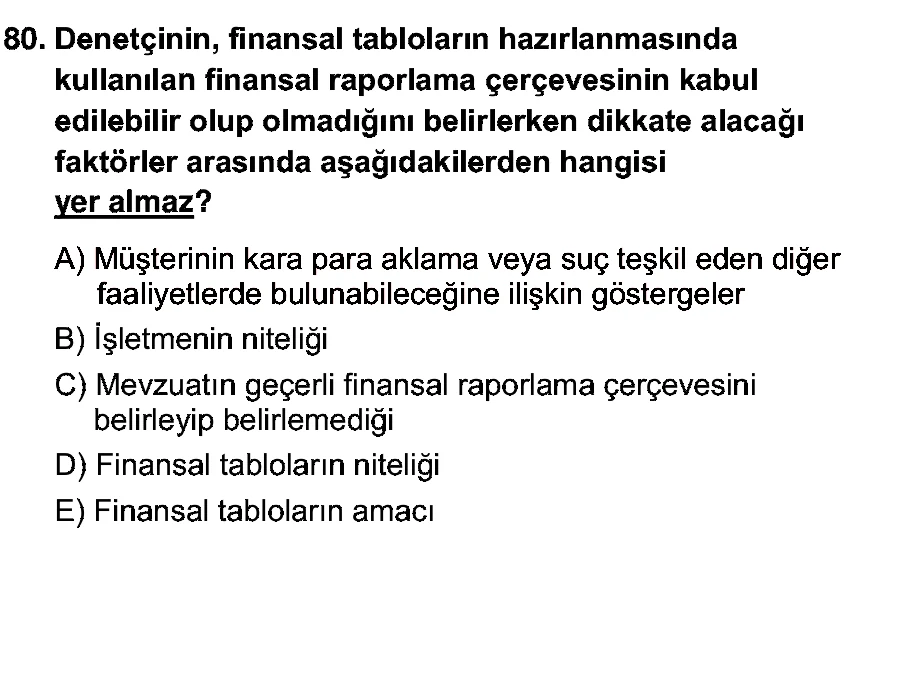 80. Denetçinin, finansal tabloların hazırlanmasında
kullanılan finansal raporlama çerçevesinin kabul
edilebilir olup olmadığını belirlerken dikkate alacağı
faktörler arasında aşağıdakilerden hangisi
yer almaz?
A) Müşterinin kara para aklama veya suç teşkil eden diğer
faaliyetlerde bulunabileceğine ilişkin göstergeler
B) İşletmenin niteliği
C) Mevzuatın geçerli finansal raporlama çerçevesini
belirleyip belirlemediği
D) Finansal tabloların niteliği
E) Finansal tabloların amacı